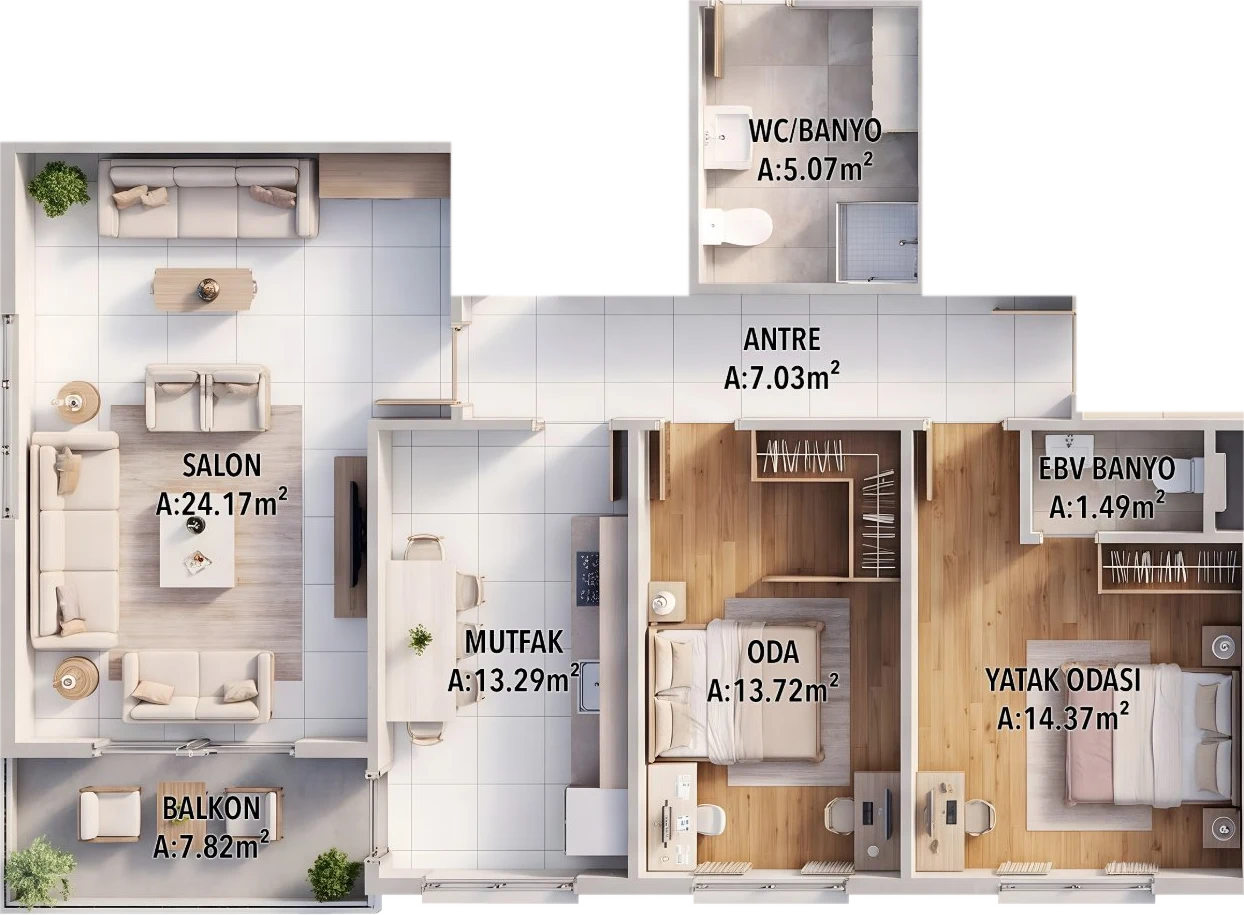 WC/BANYO
A:5.07m²
ANTRE
A:7.03m²
SALON
A:24.17m²
EBV BANYO
A:1.49m²
MUTFAK
A:13.29m²
ODA
A:13.72m²
YATAK ODASI
A:14.37m²
BALKON
A:7.82m²